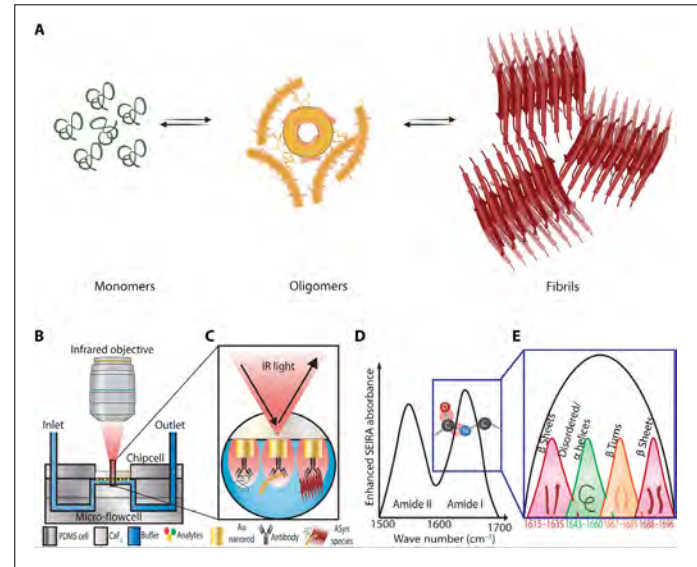 A
Monomers
Oligomers
Fibrils
B
Infrared objective
Inlet
Outlet
Chipcell
Micro-flowcell
C
IR light
D
Enhanced SEIRA absorbance
Amide II
Amide I
1500
1600
1700
Wave number (cm⁻¹)
E
β Sheets
Disordered/
α helices
β Turns
β Sheets
1615–1635
1645–1660
1667–1685
1688–1696
PDMS cell
CaF₂
Buffer
Analytes
Au
nanorod
Antibody
ASyn
species